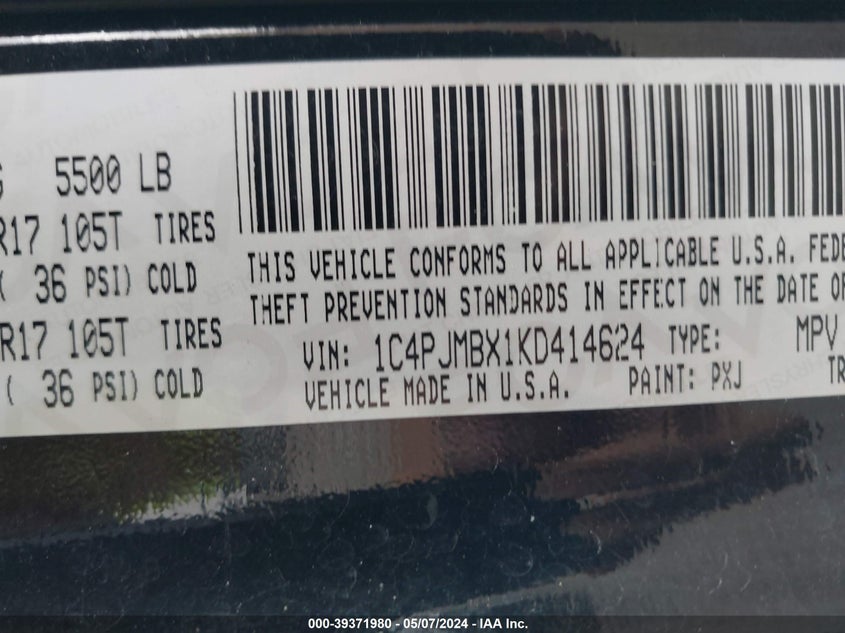 5500 LB
R17 105T TIRES
( 36 PSI) COLD
R17 105T TIRES
( 36 PSI) COLD
THIS VEHICLE CONFORMS TO ALL APPLICABLE U.S.A. FEDE
THEFT PREVENTION STANDARDS IN EFFECT ON THE DATE OF
VIN: 1C4PJMBX1KD414624 TYPE: MPV
VEHICLE MADE IN U.S.A. PAINT: PXJ TR
000-39371980 - 05/07/2024 - IAA Inc.